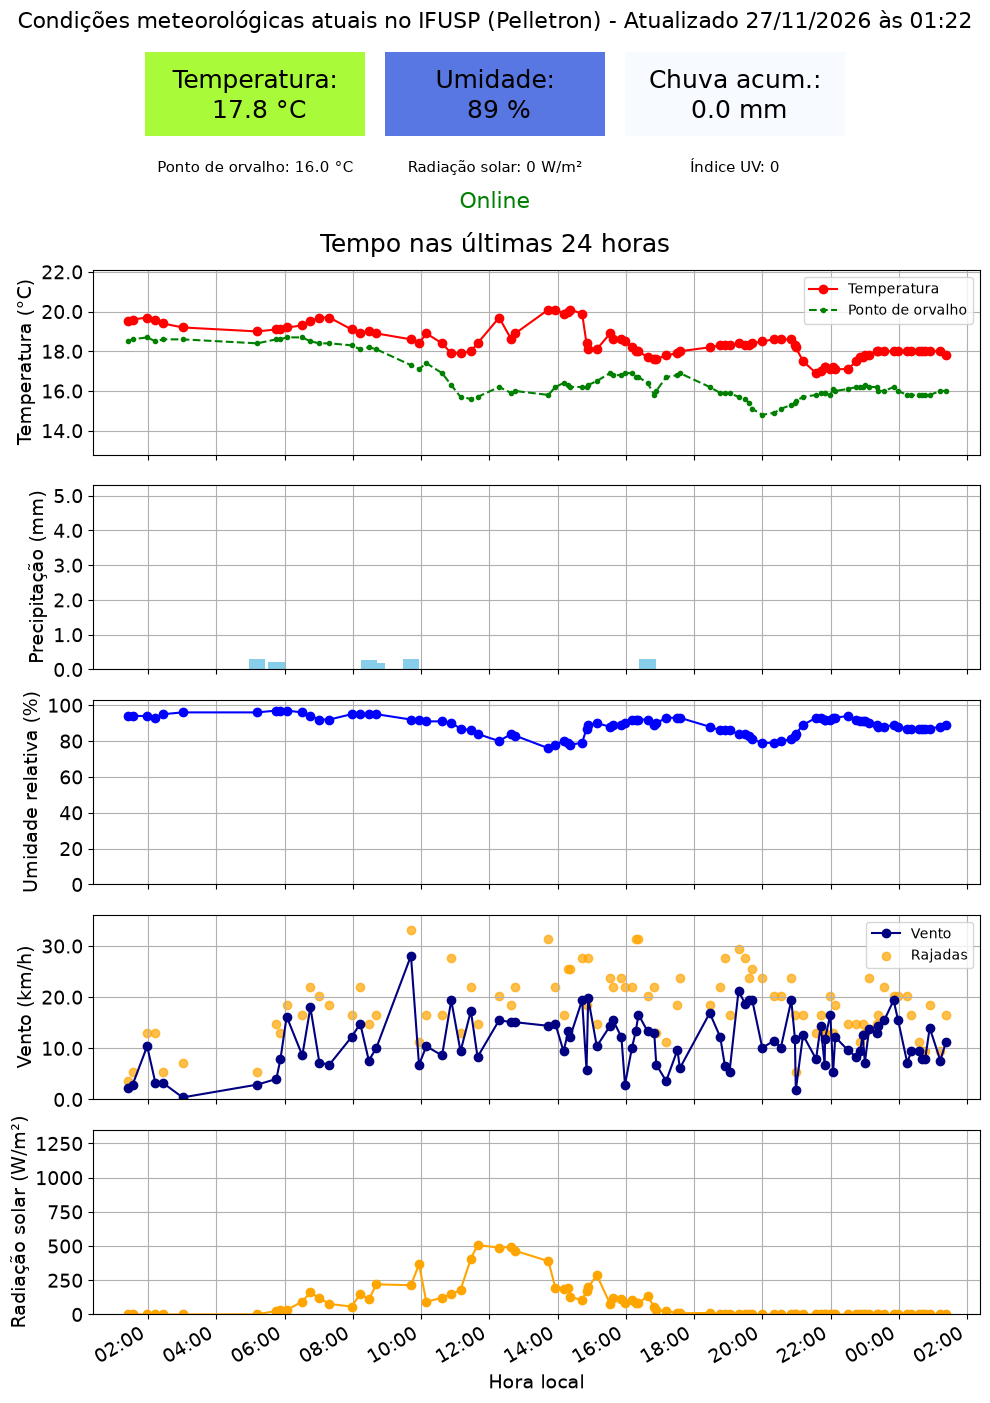 Condições meteorológicas atuais no IFUSP (Pelletron) - Atualizado 27/11/2026 às 01:22
Temperatura:
17.8 °C
Umidade:
89 %
Chuva acum.:
0.0 mm
Ponto de orvalho: 16.0 °C
Radiação solar: 0 W/m²
Índice UV: 0
Online
Tempo nas últimas 24 horas
Temperatura (°C)
22.0
20.0
18.0
16.0
14.0
Temperatura
Ponto de orvalho
Precipitação (mm)
5.0
4.0
3.0
2.0
1.0
0.0
Umidade relativa (%)
100
80
60
40
20
0
Vento (km/h)
30.0
20.0
10.0
0.0
Vento
Rajadas
Radiação solar (W/m²)
1250
1000
750
500
250
0
02:00
04:00
06:00
08:00
10:00
12:00
14:00
16:00
18:00
20:00
22:00
00:00
02:00
Hora local